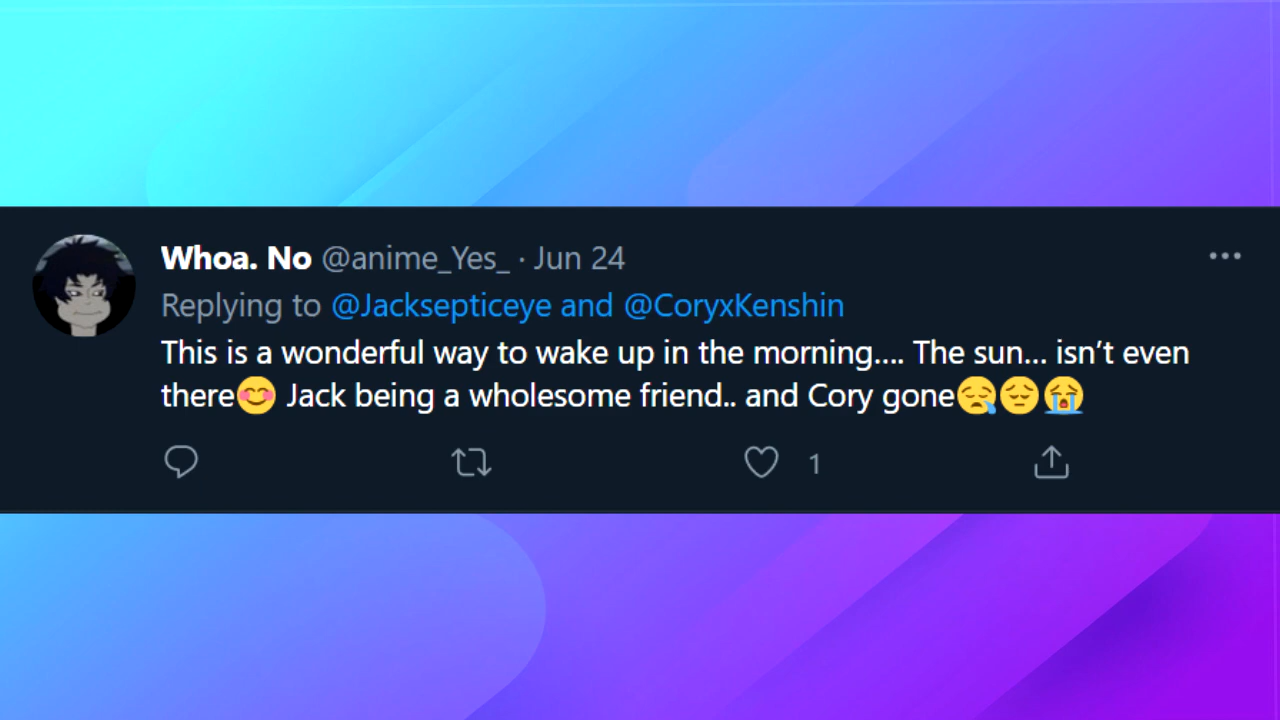 Whoa. No @anime_Yes_ · Jun 24
Replying to @Jacksepticeye and @CoryxKenshin
This is a wonderful way to wake up in the morning.... The sun... isn’t even
there😊 Jack being a wholesome friend.. and Cory gone😪😔😭
1